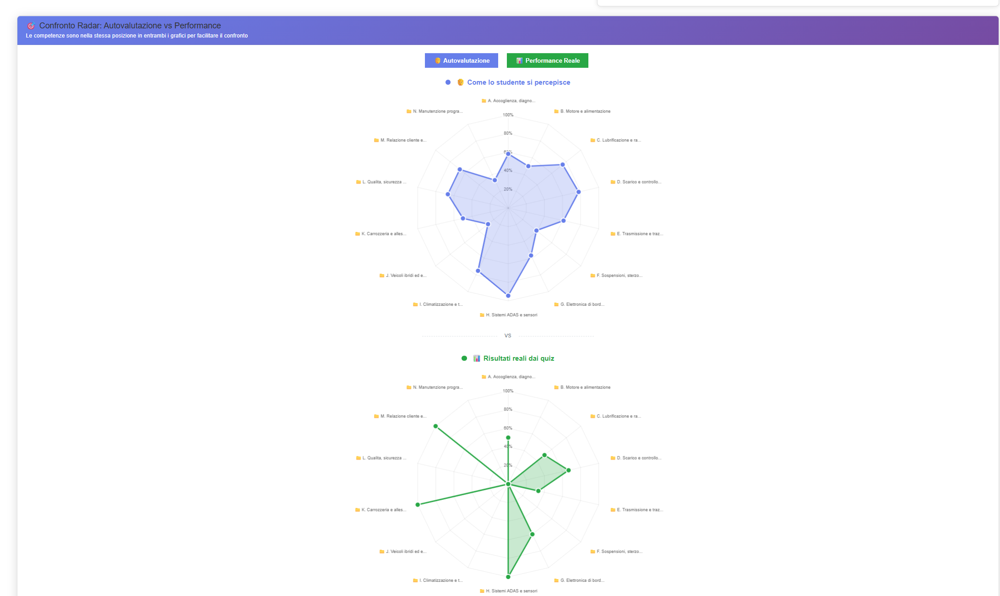 Confronto Radar: Autovalutazione vs Performance
Le competenze sono nella stessa posizione in entrambi i grafici per facilitare il confronto
Autovalutazione
Performance Reale
Come lo studente si percepisce
A. Accoglienza, diagno...
N. Manutenzione progra...
B. Motore e alimentazione
100%
80%
M. Relazione cliente e...
C. Lubrificazione e ra...
60%
40%
L. Qualita, sicurezza ...
D. Scarico e controllo...
20%
K. Carrozzeria e alles...
E. Trasmissione e traz...
J. Veicoli ibridi ed e...
F. Sospensioni, sterzo...
I. Climatizzazione e t...
G. Elettronica di bord...
H. Sistemi ADAS e sensori
VS
Risultati reali dai quiz
A. Accoglienza, diagno...
N. Manutenzione progra...
B. Motore e alimentazione
100%
80%
M. Relazione cliente e...
C. Lubrificazione e ra...
60%
40%
L. Qualita, sicurezza ...
D. Scarico e controllo...
20%
K. Carrozzeria e alles...
E. Trasmissione e traz...
J. Veicoli ibridi ed e...
F. Sospensioni, sterzo...
I. Climatizzazione e t...
G. Elettronica di bord...
H. Sistemi ADAS e sensori